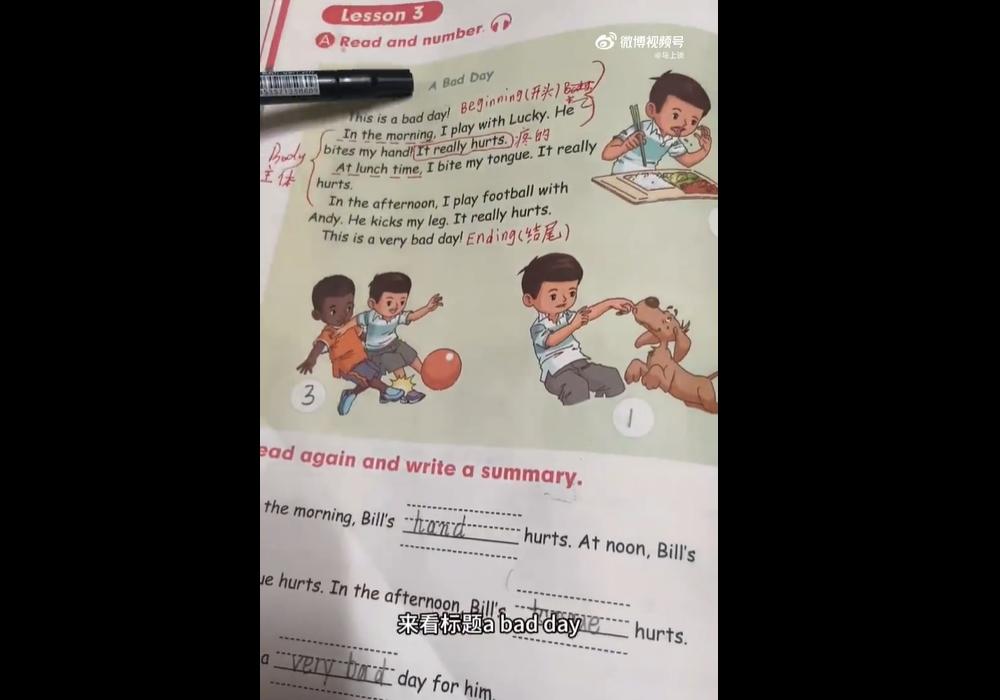 Lesson 3
A Read and number.
微博视频号
@马上谈
A Bad Day
This is a bad day! Beginning(开头)
In the morning, I play with Lucky. He
bites my hand! It really hurts. 疼的
Body
主体
At lunch time, I bite my tongue. It really
hurts.
In the afternoon, I play football with
Andy. He kicks my leg. It really hurts.
This is a very bad day! Ending(结尾)
3
1
ead again and write a summary.
the morning, Bill's hand hurts. At noon, Bill's
ue hurts. In the afternoon, Bill's hurts.
来看标题a bad day
a very bad day for him.